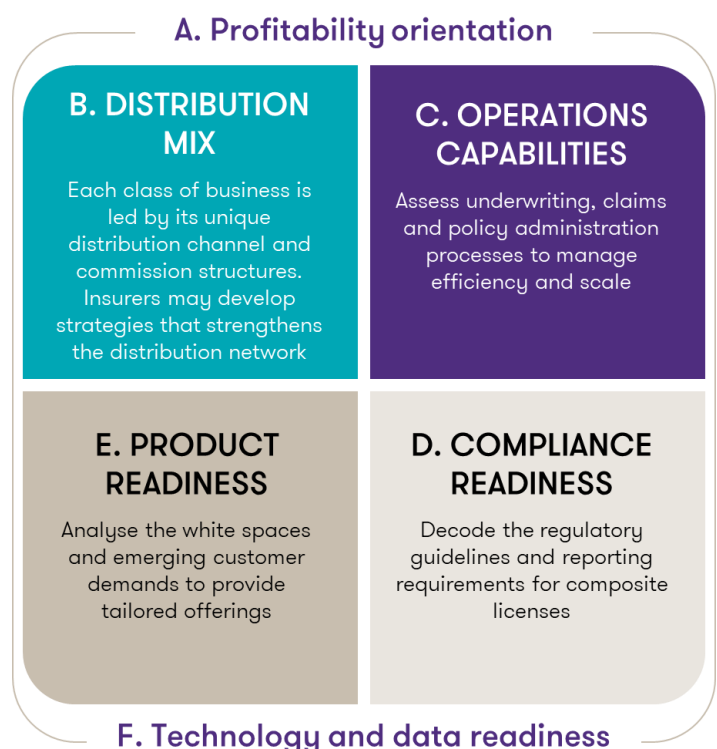 A. Profitability orientation
B. DISTRIBUTION
MIX
Each class of business is
led by its unique
distribution channel and
commission structures.
Insurers may develop
strategies that strengthens
the distribution network
C. OPERATIONS
CAPABILITIES
Assess underwriting, claims
and policy administration
processes to manage
efficiency and scale
E. PRODUCT
READINESS
Analyse the white spaces
and emerging customer
demands to provide
tailored offerings
D. COMPLIANCE
READINESS
Decode the regulatory
guidelines and reporting
requirements for composite
licenses
F. Technology and data readiness